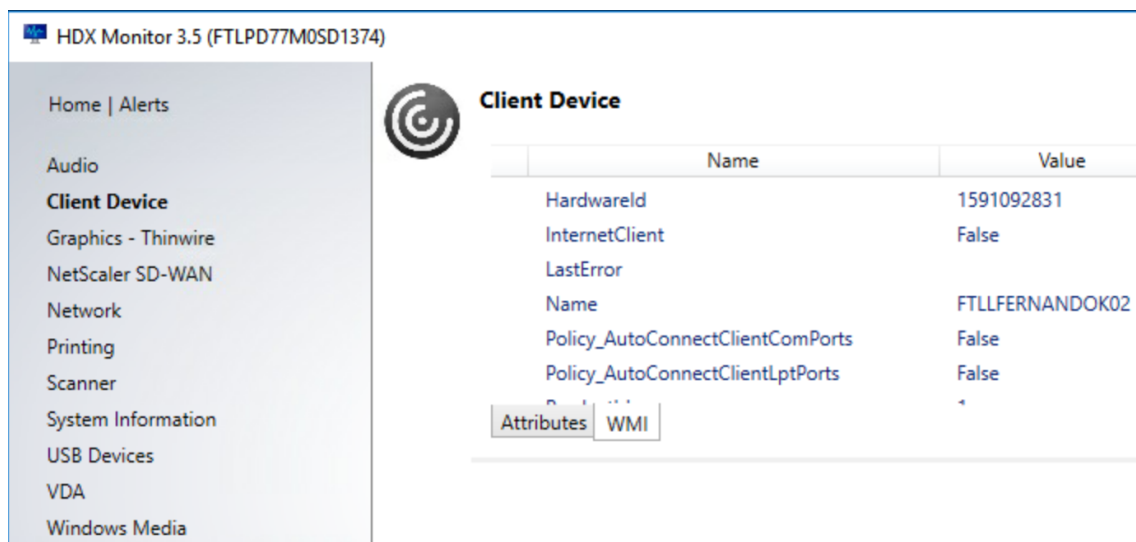 HDX Monitor 3.5 (FTLPD77M0SD1374)
Home | Alerts
Audio
Client Device
Graphics - Thinwire
NetScaler SD-WAN
Network
Printing
Scanner
System Information
USB Devices
VDA
Windows Media
Client Device
Name Value
HardwareId 1591092831
InternetClient False
LastError
Name FTLLFERNANDOK02
Policy_AutoConnectClientComPorts False
Policy_AutoConnectClientLptPorts False
Attributes WMI